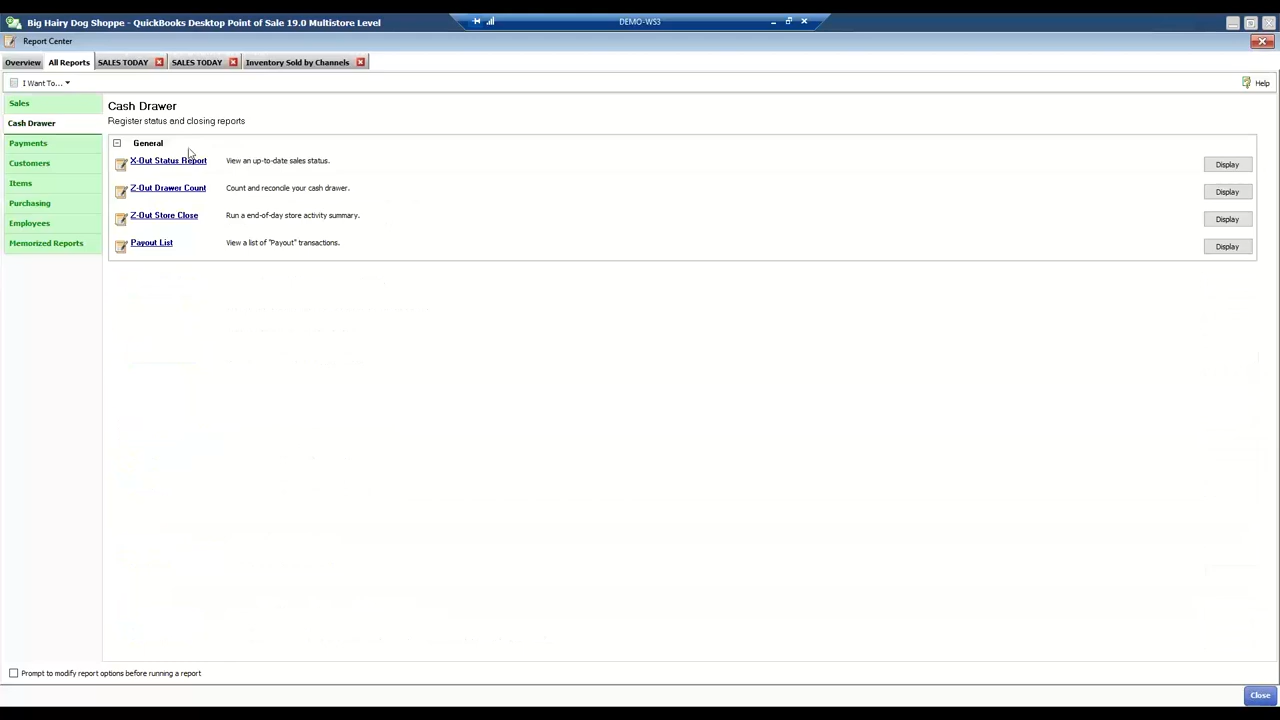 Big Hairy Dog Shoppe - QuickBooks Desktop Point of Sale 19.0 Multistore Level
DEMO-WS3
Report Center
Overview All Reports SALES TODAY SALES TODAY Inventory Sold by Channels
I Want To... Help
Sales
Cash Drawer
Payments
Customers
Items
Purchasing
Employees
Memorized Reports
Cash Drawer
Register status and closing reports
General
X-Out Status Report View an up-to-date sales status. Display
Z-Out Drawer Count Count and reconcile your cash drawer. Display
Z-Out Store Close Run a end-of-day store activity summary. Display
Payout List View a list of "Payout" transactions. Display
Prompt to modify report options before running a report
Close